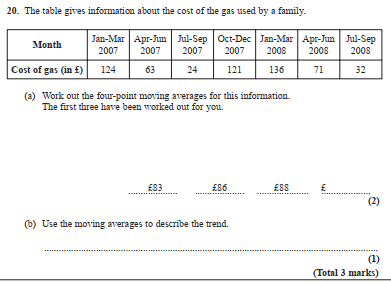 20. The table gives information about the cost of the gas used by a family.
Month Jan-Mar 2007 Apr-Jun 2007 Jul-Sep 2007 Oct-Dec 2007 Jan-Mar 2008 Apr-Jun 2008 Jul-Sep 2008
Cost of gas (in £) 124 63 24 121 136 71 32
(a) Work out the four-point moving averages for this information.
The first three have been worked out for you.
£83 £86 £88 £
(2)
(b) Use the moving averages to describe the trend.
(1)
(Total 3 marks)